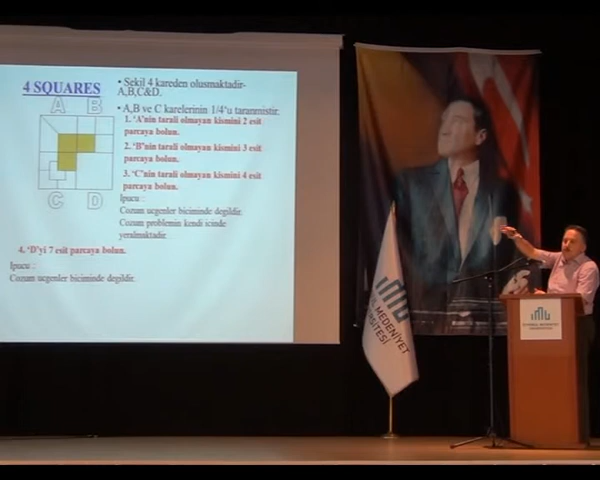 4 SQUARES
A B
C D
• Sekil 4 kareden olusmaktadir-
A,B,C&D.
• A,B ve C karelerinin 1/4'u taranmistir.
1. 'A'nin tarali olmayan kismini 2 esit
parcaya bolun.
2. 'B'nin tarali olmayan kismini 3 esit
parcaya bolun.
3. 'C'nin tarali olmayan kismini 4 esit
parcaya bolun.
Ipucu :
Cozum ucgenler biciminde degildir.
Cozum problemin kendi icinde
yeralmaktadir.
4. 'D'yi 7 esit parcaya bolun.
Ipucu :
Cozum ucgenler biciminde degildir.
MEDENİYET